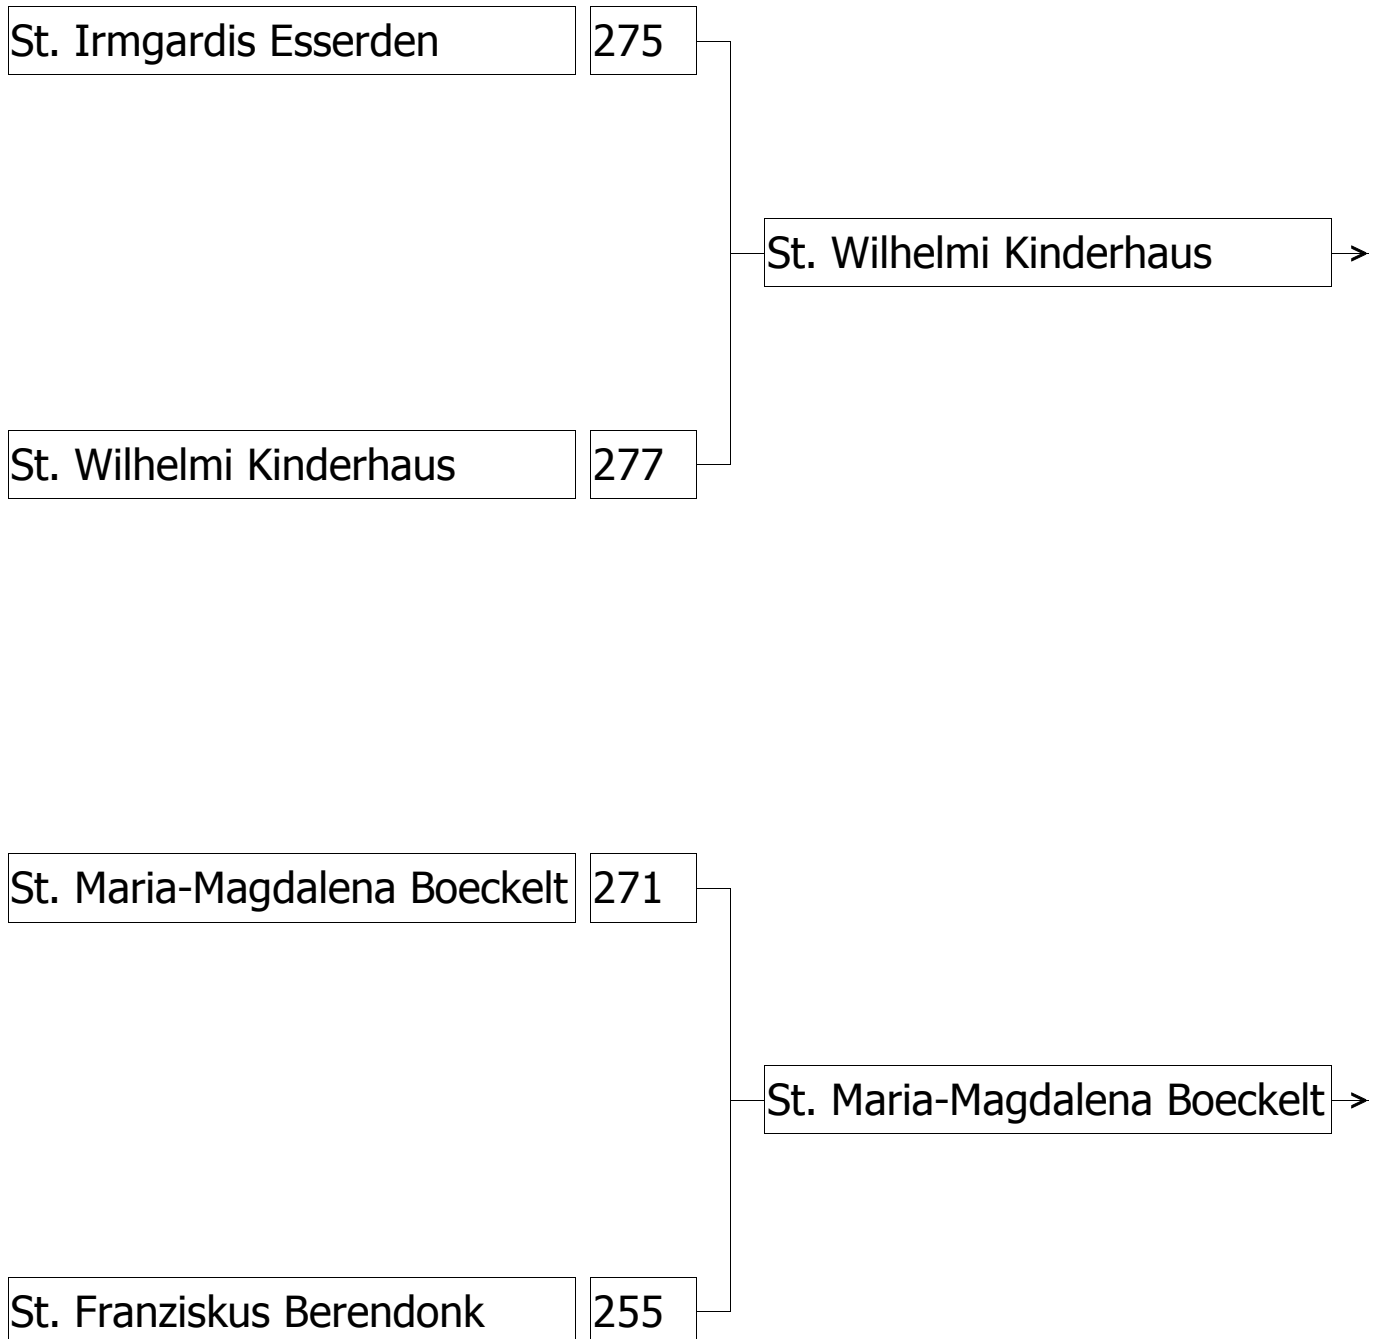 St. Irmgardis Esserden 275
St. Wilhelmi Kinderhaus
St. Wilhelmi Kinderhaus 277
St. Maria-Magdalena Boeckelt 271
St. Maria-Magdalena Boeckelt
St. Franziskus Berendonk 255